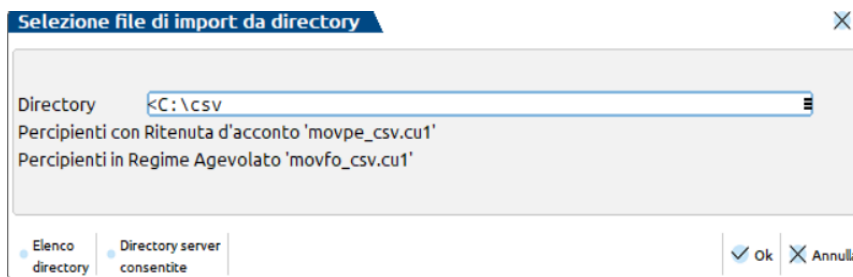 Selezione file di import da directory
Directory <C:\csv
Percipienti con Ritenuta d'acconto 'movpe_csv.cu1'
Percipienti in Regime Agevolato 'movfo_csv.cu1'
Elenco directory
Directory server consentite
Ok
Annulla